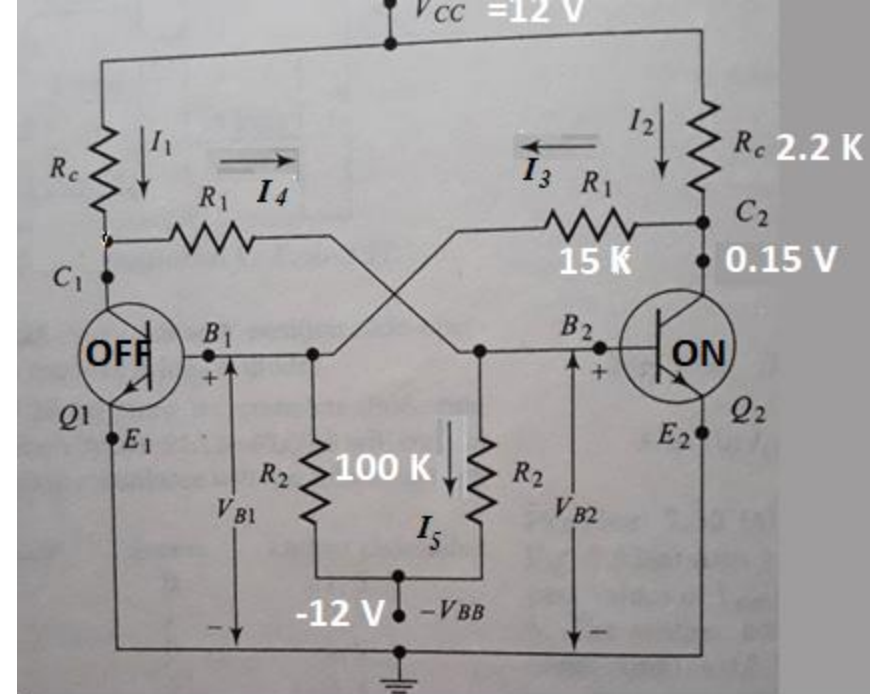 VCC =12 V
I1
I2
Rc
Rc 2.2 K
I4
I3
R1
R1
C2
15 K
0.15 V
C1
B1
B2
OFF
ON
+
+
Q1
Q2
E1
E2
R2
100 K
R2
VB1
I5
VB2
-12 V
−VBB
−
−